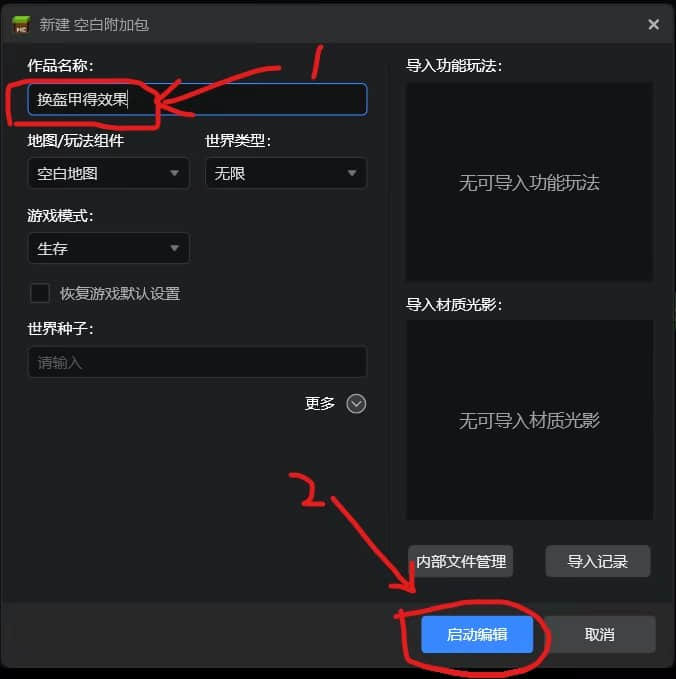 新建 空白附加包
作品名称:
换盔甲得效果
1
地图/玩法组件
世界类型:
空白地图
无限
游戏模式:
生存
恢复游戏默认设置
世界种子:
请输入
更多
导入功能玩法:
无可导入功能玩法
导入材质光影:
无可导入材质光影
2
内部文件管理
导入记录
启动编辑
取消